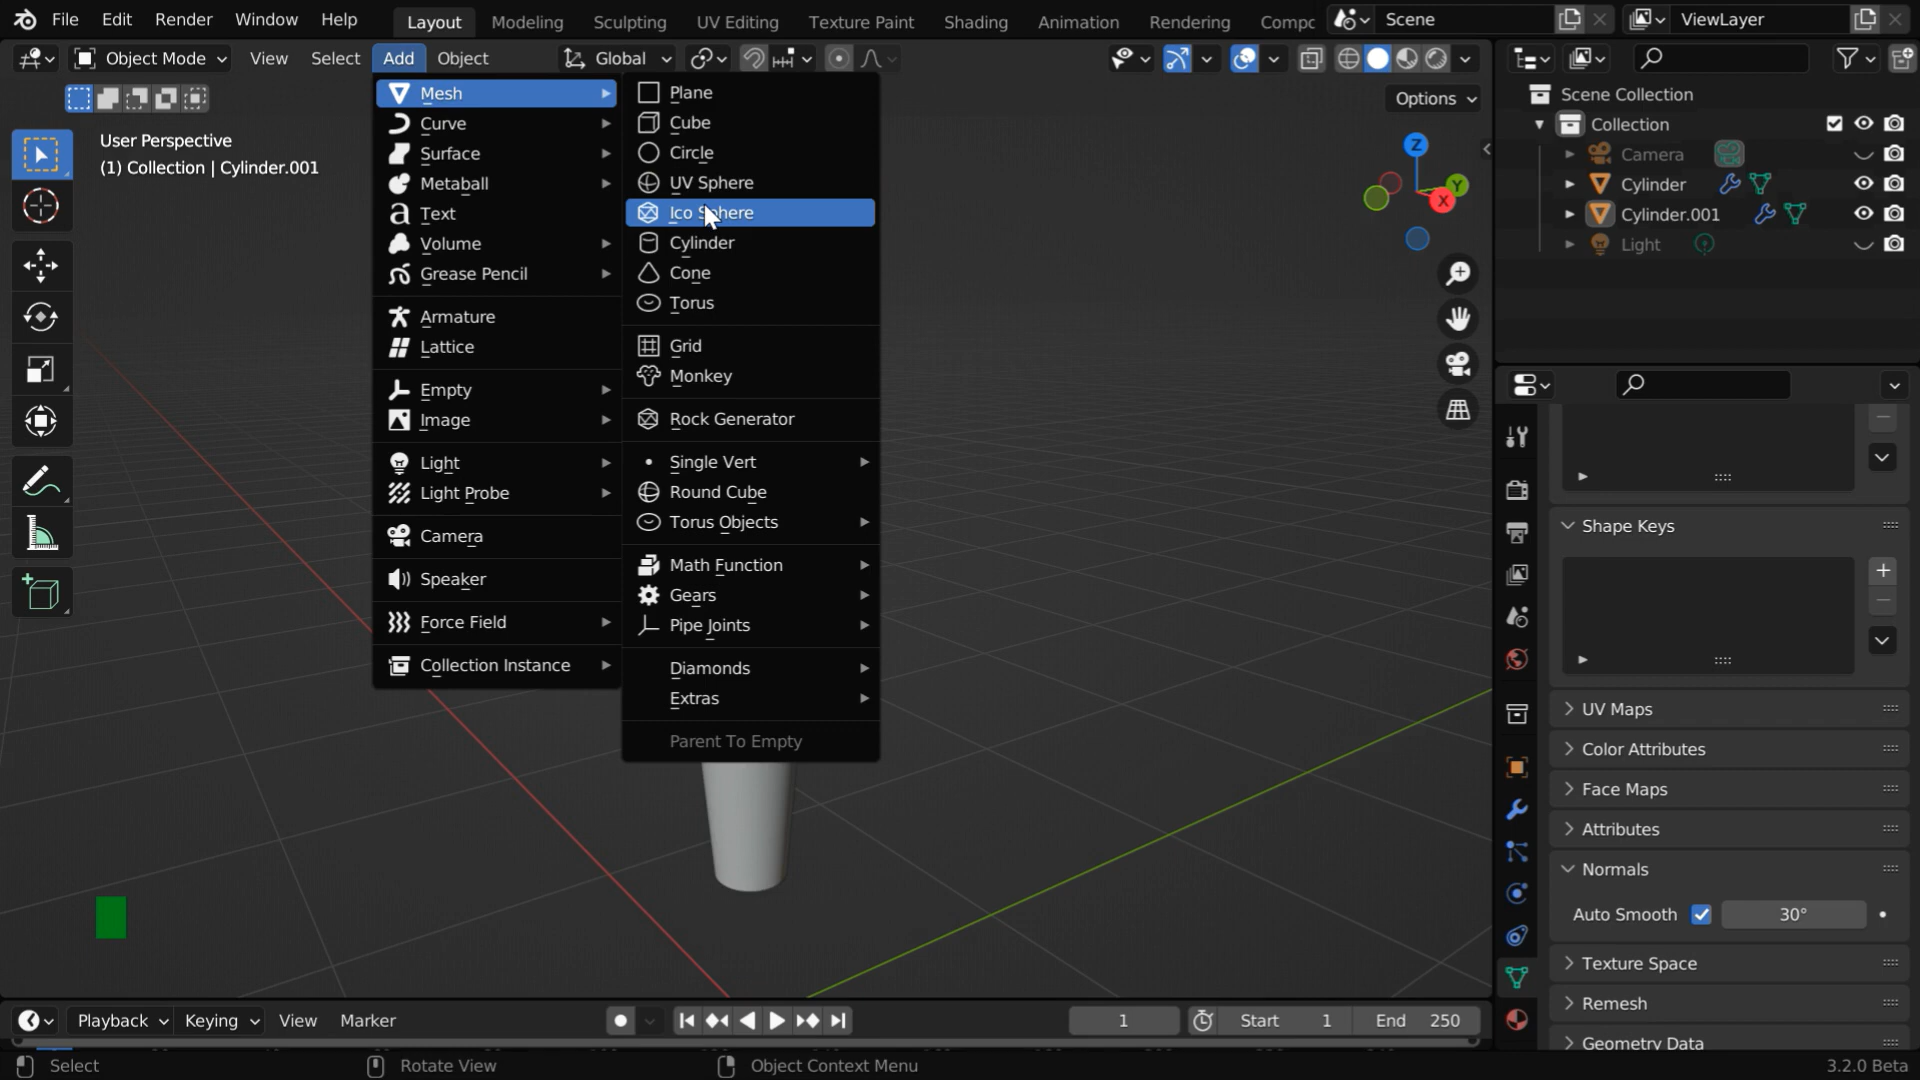 File Edit Render Window Help Layout Modeling Sculpting UV Editing Texture Paint Shading Animation Rendering Compc Scene ViewLayer
Object Mode View Select Add Object Global
Options
User Perspective
(1) Collection | Cylinder.001
Mesh
Curve
Surface
Metaball
Text
Volume
Grease Pencil
Armature
Lattice
Empty
Image
Light
Light Probe
Camera
Speaker
Force Field
Collection Instance
Plane
Cube
Circle
UV Sphere
Ico Sphere
Cylinder
Cone
Torus
Grid
Monkey
Rock Generator
Single Vert
Round Cube
Torus Objects
Math Function
Gears
Pipe Joints
Diamonds
Extras
Parent To Empty
Z
Y
X
Scene Collection
Collection
Camera
Cylinder
Cylinder.001
Light
Shape Keys
UV Maps
Color Attributes
Face Maps
Attributes
Normals
Auto Smooth 30°
Texture Space
Remesh
Geometry Data
Playback Keying View Marker 1 Start 1 End 250
Select Rotate View Object Context Menu 3.2.0 Beta